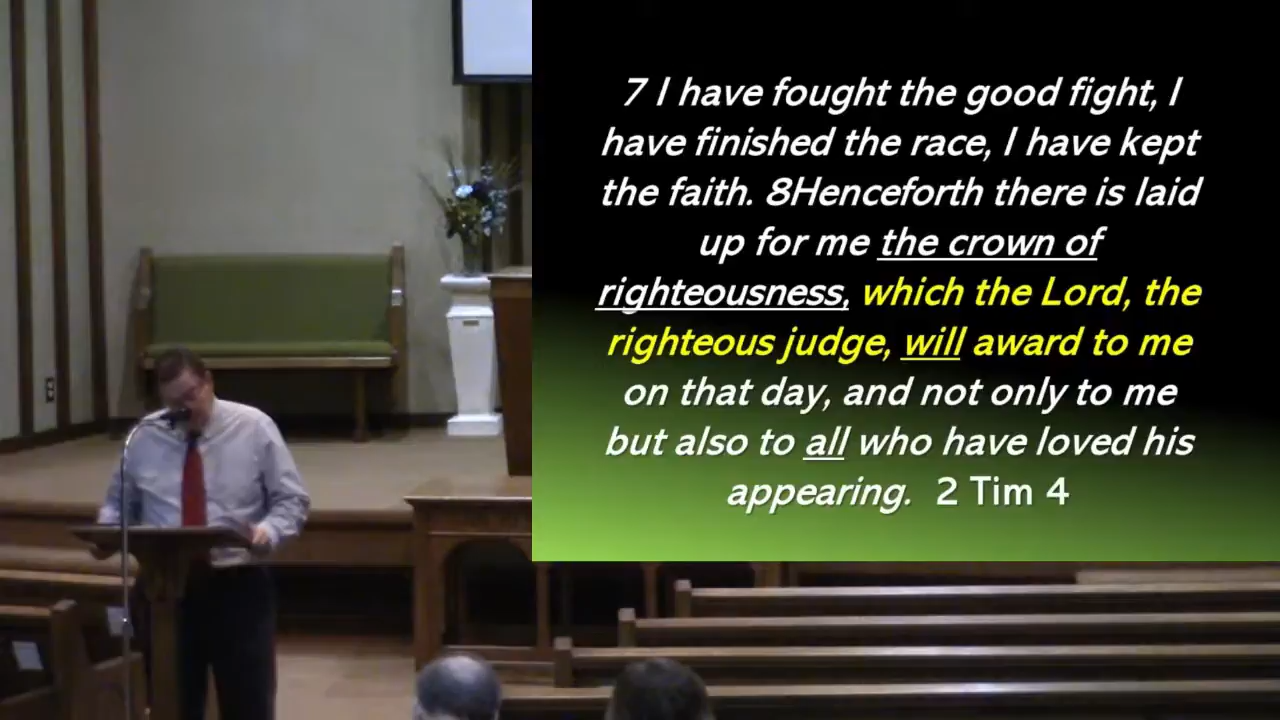 7 I have fought the good fight, I
have finished the race, I have kept
the faith. 8Henceforth there is laid
up for me the crown of
righteousness, which the Lord, the
righteous judge, will award to me
on that day, and not only to me
but also to all who have loved his
appearing. 2 Tim 4